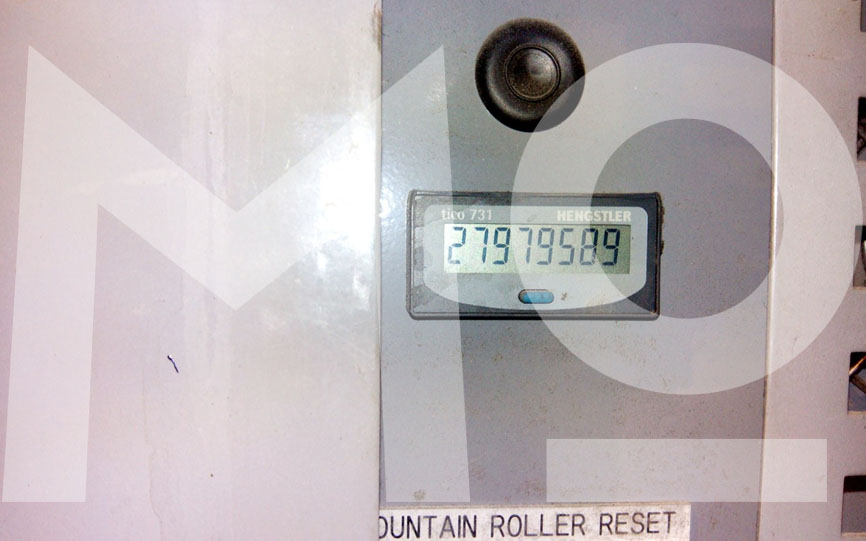 tico 731 HENGSTLER
27979589
OUNTAIN ROLLER RESET
MO